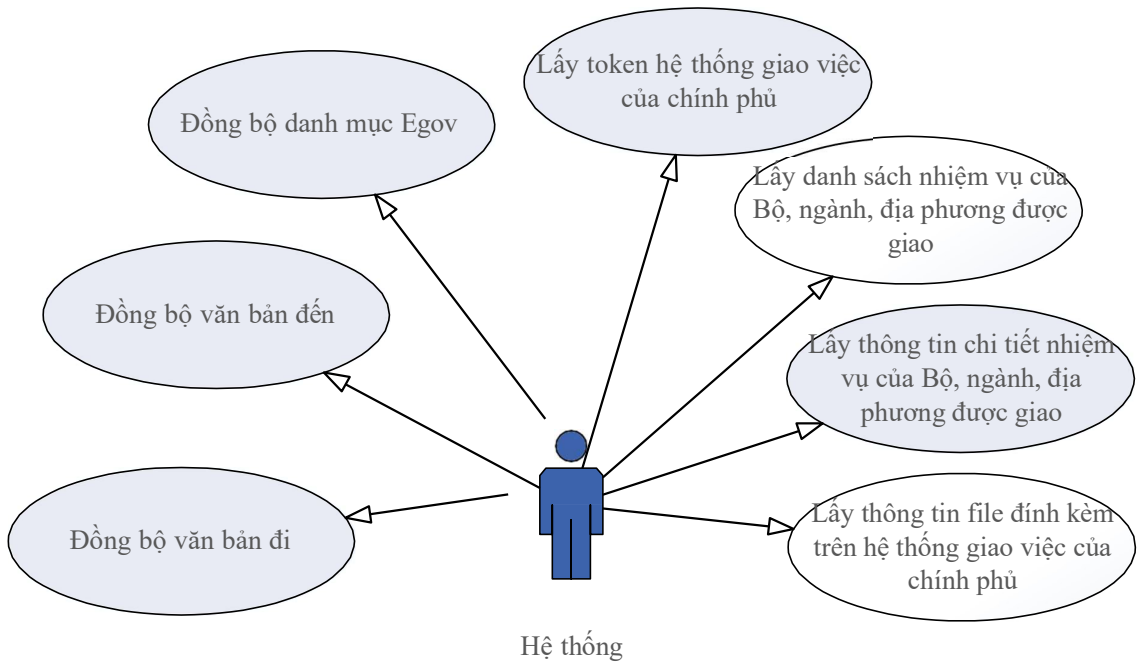 Lấy token hệ thống giao việc
của chính phủ
Đồng bộ danh mục Egov
Lấy danh sách nhiệm vụ của
Bộ, ngành, địa phương được
giao
Đồng bộ văn bản đến
Lấy thông tin chi tiết nhiệm
vụ của Bộ, ngành, địa
phương được giao
Đồng bộ văn bản đi
Lấy thông tin file đính kèm
trên hệ thống giao việc của
chính phủ
Hệ thống